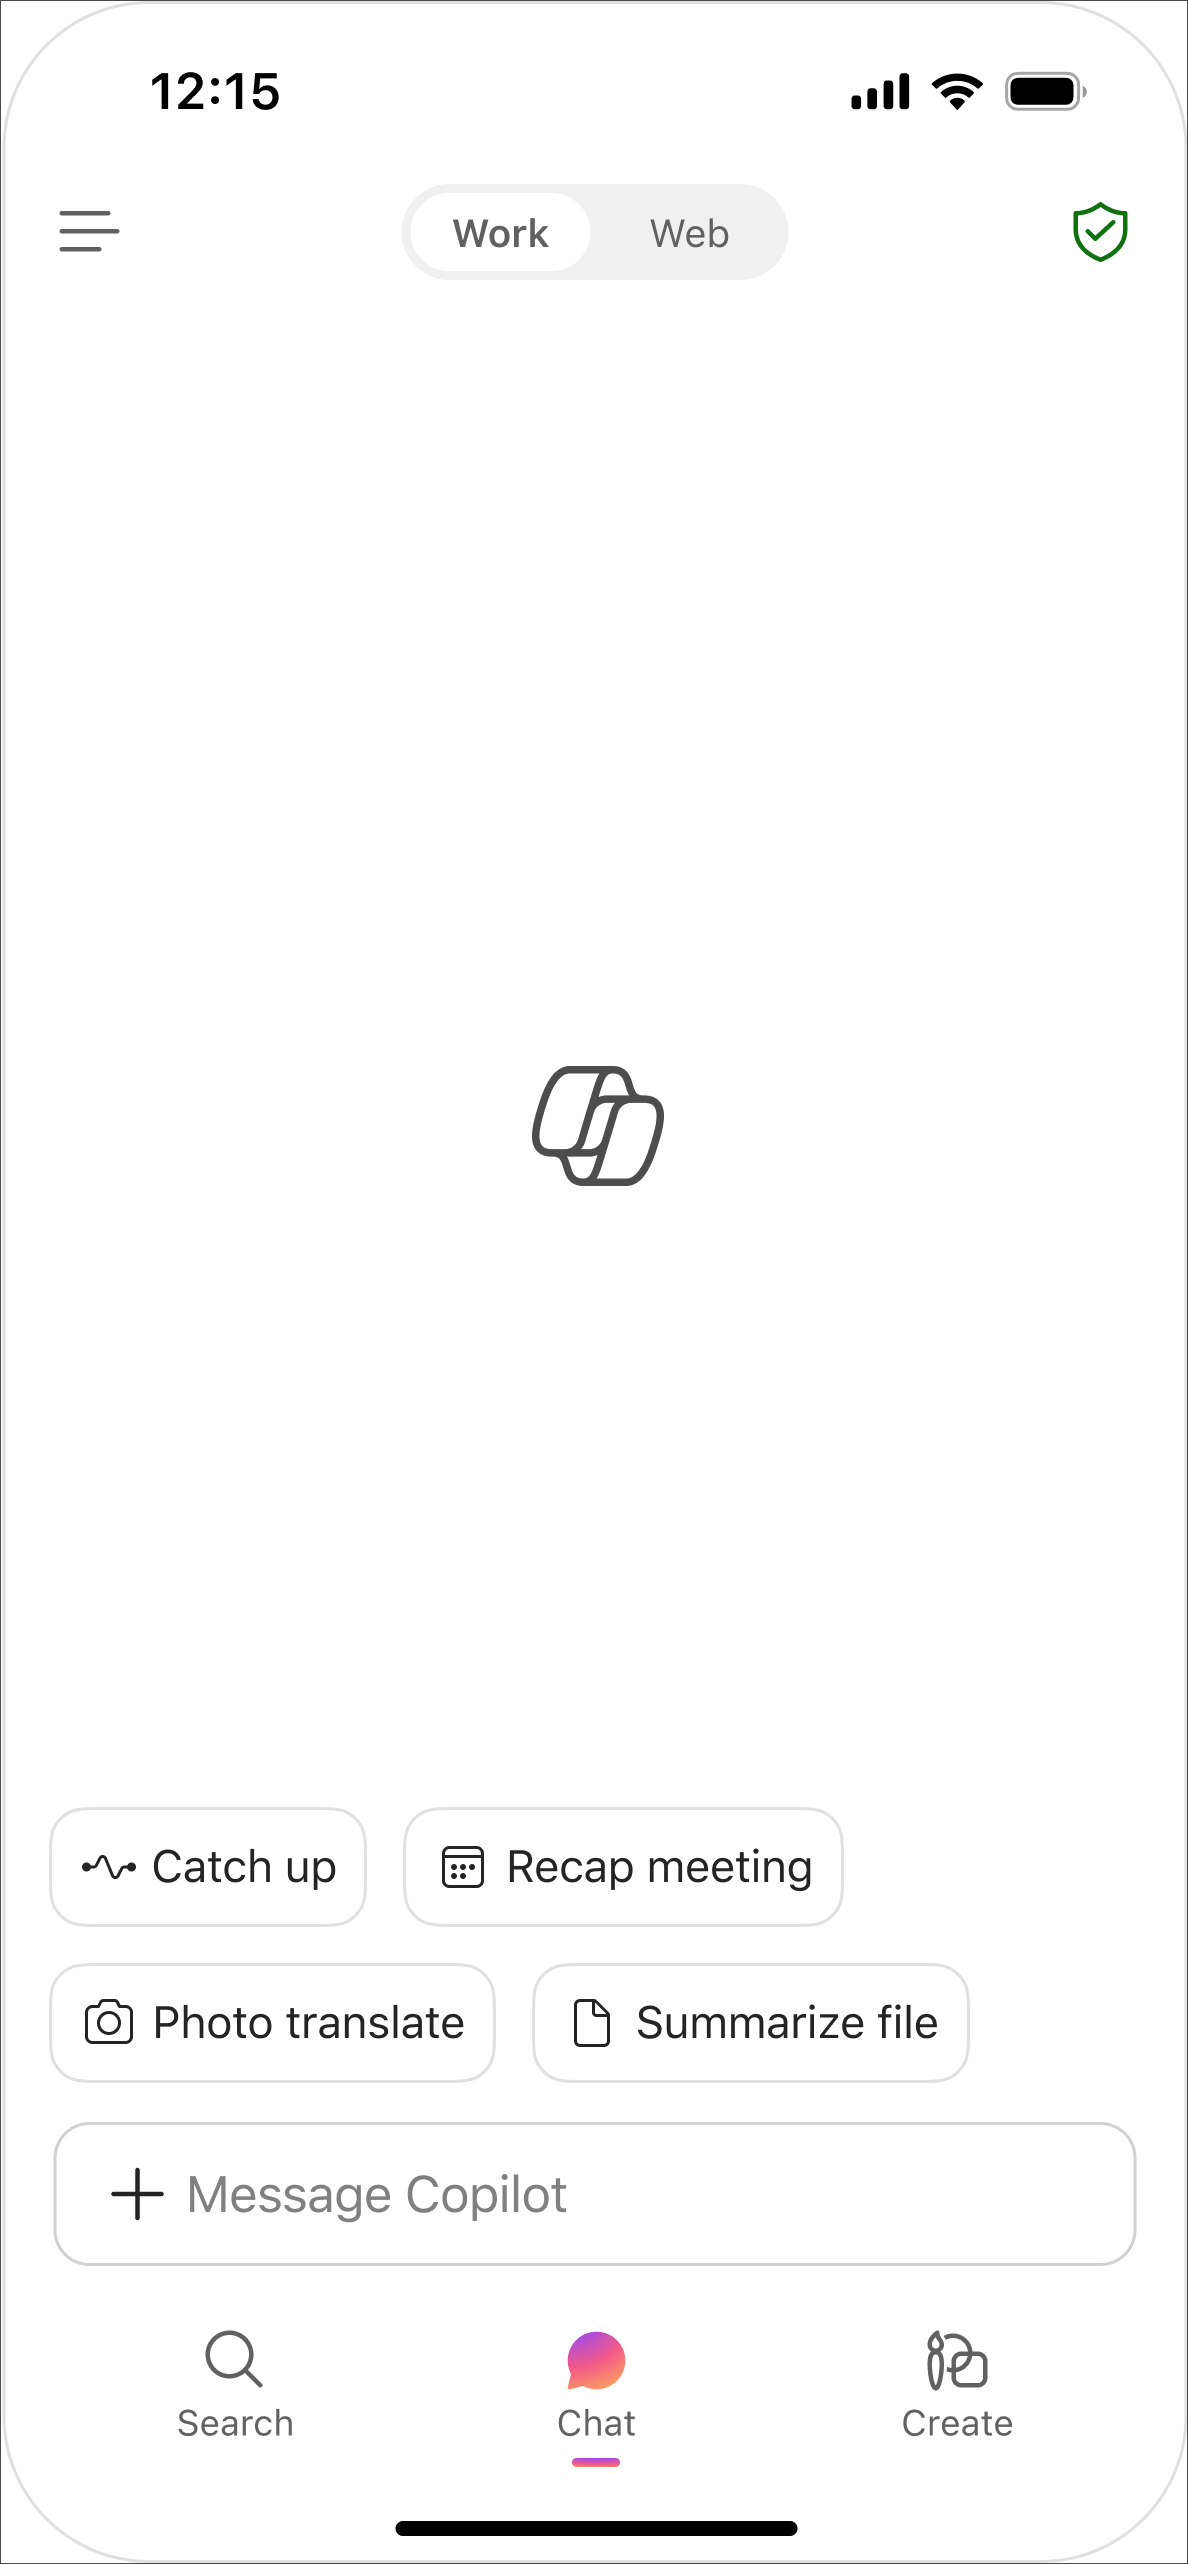 12:15
Work Web
Catch up Recap meeting
Photo translate Summarize file
Message Copilot
Search Chat Create